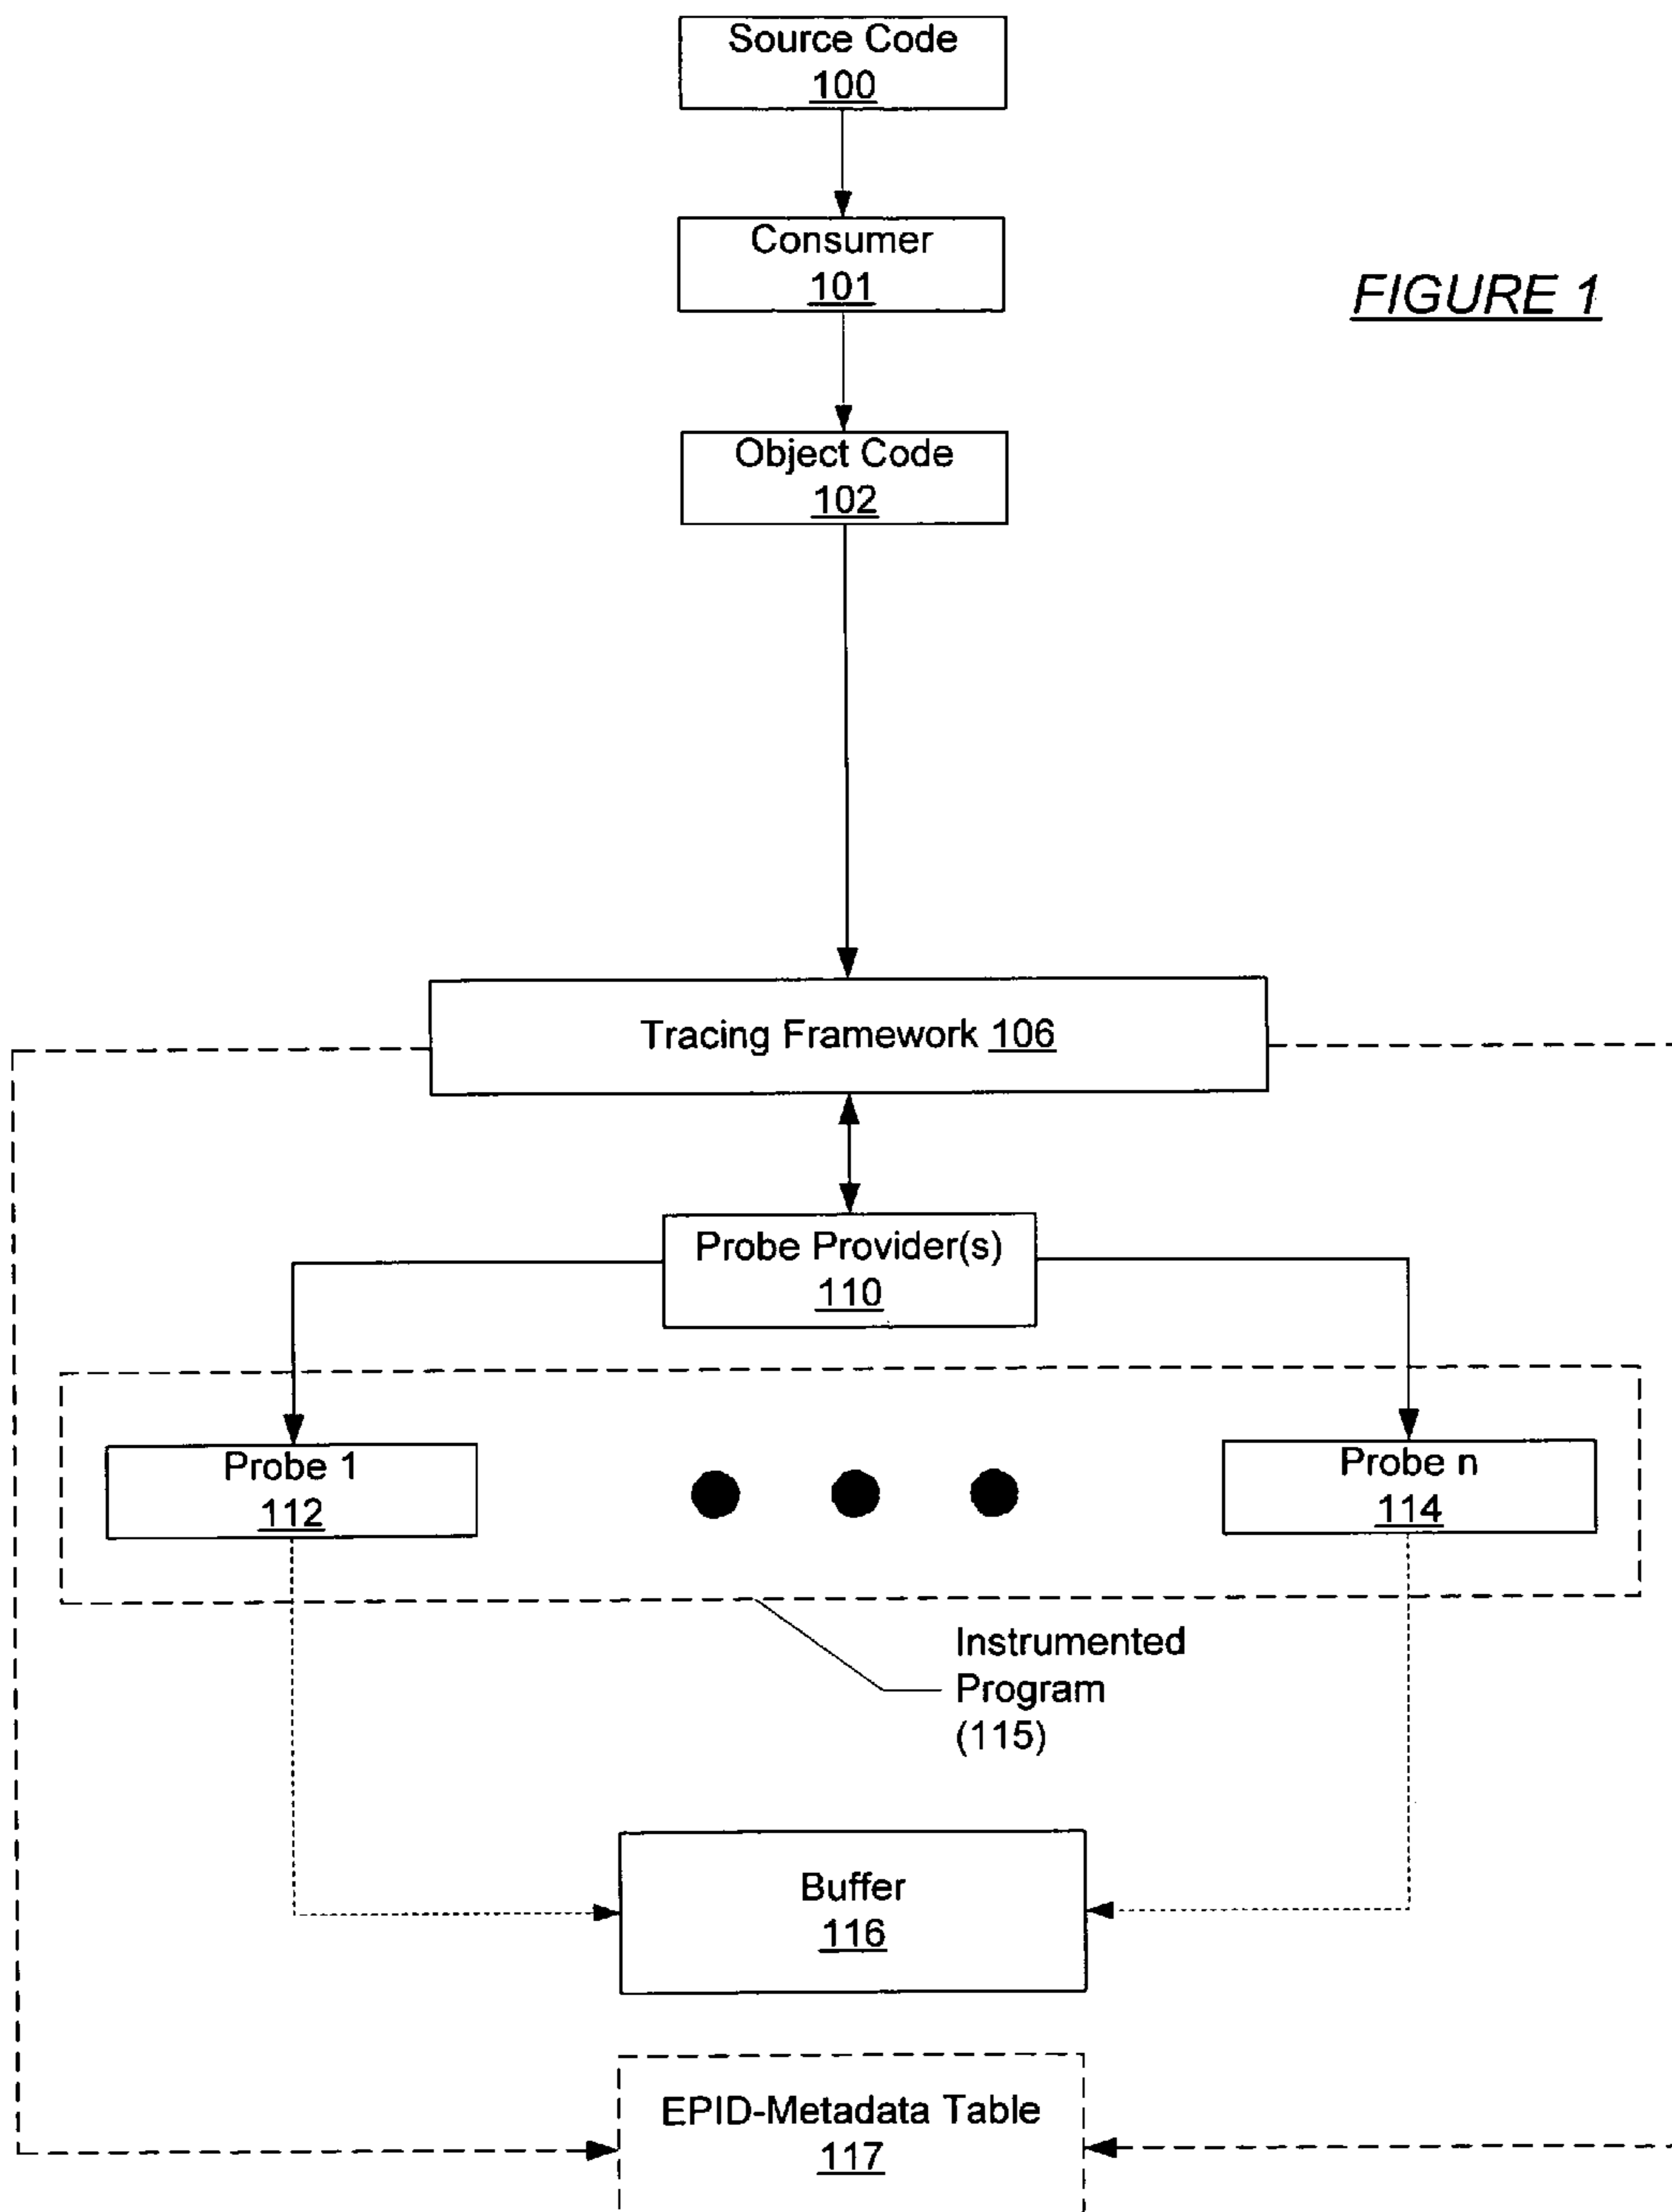 Source Code
100
Consumer
101
FIGURE 1
Object Code
102
Tracing Framework 106
Probe Provider(s)
110
Probe 1
112
Probe n
114
Instrumented
Program
(115)
Buffer
116
EPID-Metadata Table
117